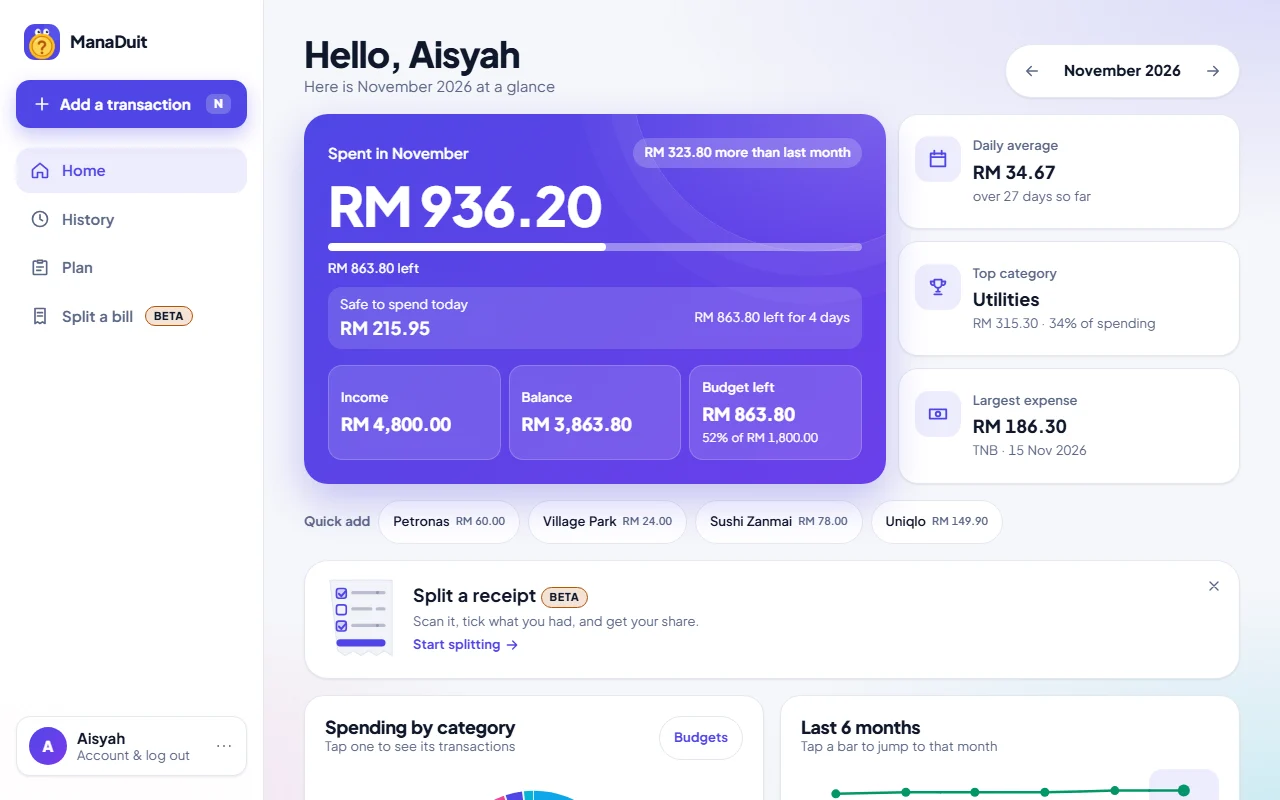 ManaDuit
Add a transaction N
Home
History
Plan
Split a bill BETA
A
Aisyah
Account & log out
Hello, Aisyah
Here is November 2026 at a glance
November 2026
Spent in November
RM 323.80 more than last month
RM 936.20
RM 863.80 left
Safe to spend today
RM 215.95
RM 863.80 left for 4 days
Income
RM 4,800.00
Balance
RM 3,863.80
Budget left
RM 863.80
52% of RM 1,800.00
Daily average
RM 34.67
over 27 days so far
Top category
Utilities
RM 315.30 · 34% of spending
Largest expense
RM 186.30
TNB · 15 Nov 2026
Quick add
Petronas RM 60.00
Village Park RM 24.00
Sushi Zanmai RM 78.00
Uniqlo RM 149.90
Split a receipt BETA
Scan it, tick what you had, and get your share.
Start splitting →
Spending by category
Tap one to see its transactions
Budgets
Last 6 months
Tap a bar to jump to that month